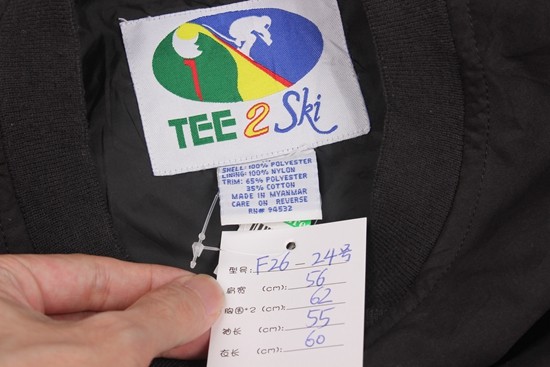 TEE 2 Ski
SHELL: 100% POLYESTER
LINING: 100% NYLON
TRIM: 65% POLYESTER
35% COTTON
MADE IN MYANMAR
CARE ON REVERSE
RN# 94532
型号: F26-24号
肩宽 (cm): 56
胸围*2 (cm): 62
袖长 (cm): 55
衣长 (cm): 60